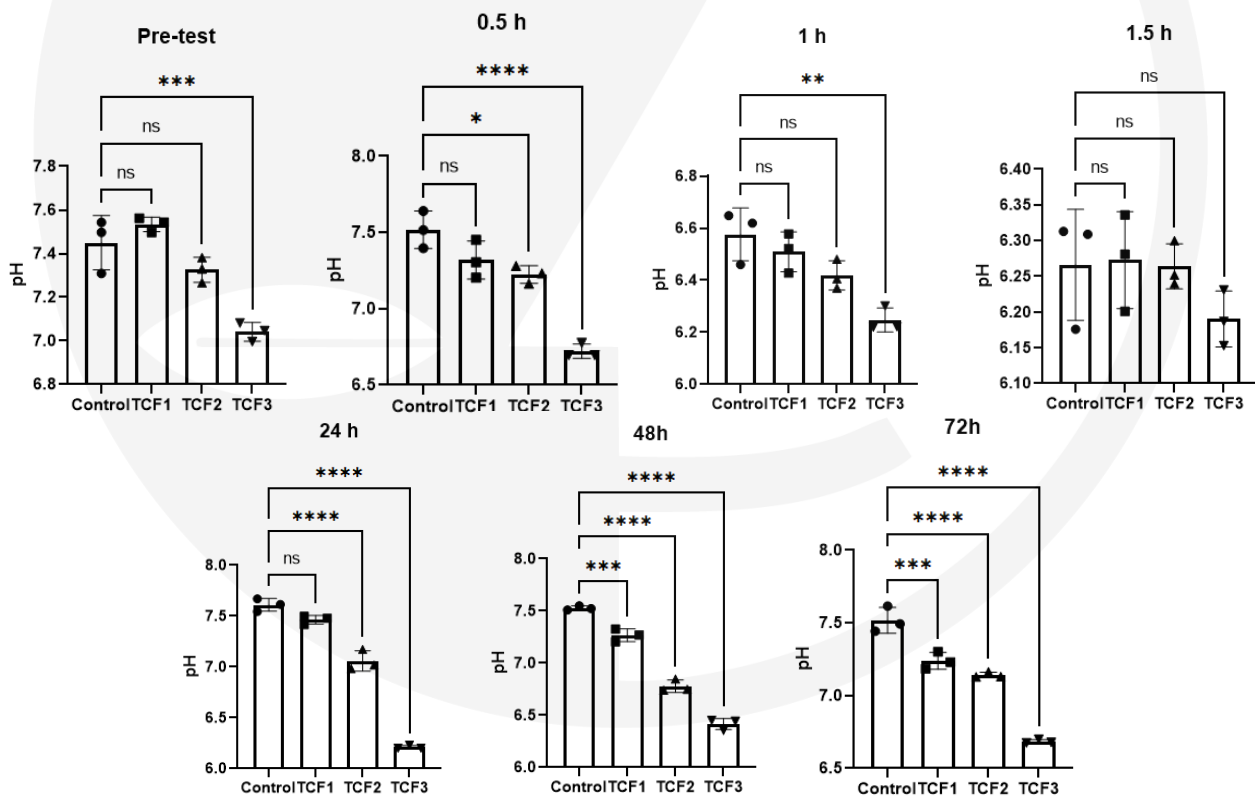 Pre-test
***
ns
ns
7.8
7.6
7.4
7.2
7.0
6.8
pH
Control TCF1 TCF2 TCF3
0.5 h
****
*
ns
8.0
7.5
7.0
6.5
pH
Control TCF1 TCF2 TCF3
1 h
**
ns
ns
6.8
6.6
6.4
6.2
6.0
pH
Control TCF1 TCF2 TCF3
1.5 h
ns
ns
ns
6.40
6.35
6.30
6.25
6.20
6.15
6.10
pH
Control TCF1 TCF2 TCF3
24 h
****
****
ns
8.0
7.5
7.0
6.5
6.0
pH
Control TCF1 TCF2 TCF3
48h
****
****
***
8.0
7.5
7.0
6.5
6.0
pH
Control TCF1 TCF2 TCF3
72h
****
****
***
8.0
7.5
7.0
6.5
pH
Control TCF1 TCF2 TCF3